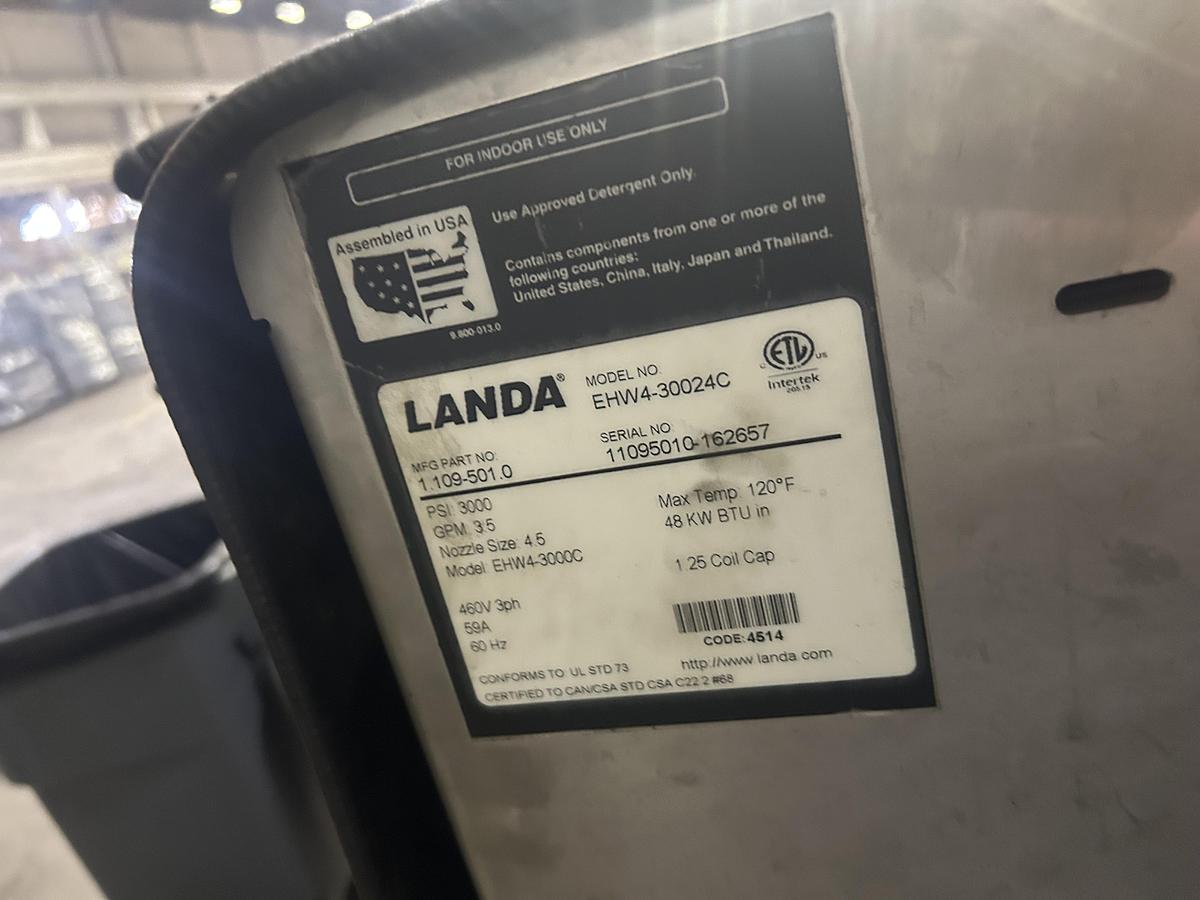 FOR INDOOR USE ONLY
Assembled in USA
9.800-013.0
Use Approved Detergent Only.
Contains components from one or more of the
following countries:
United States, China, Italy, Japan and Thailand.
LANDA®
MODEL NO.
EHW4-30024C
C ETL US
Intertek
MFG PART NO:
1.109-501.0
SERIAL NO
11095010-162657
PSI: 3000
GPM: 3.5
Nozzle Size: 4.5
Model: EHW4-3000C
Max Temp: 120°F
48 KW BTU in
1.25 Coil Cap
460V 3ph
59A
60 Hz
CODE:4514
CONFORMS TO UL STD 73
http://www.landa.com
CERTIFIED TO CAN/CSA STD CSA C22.2 #68